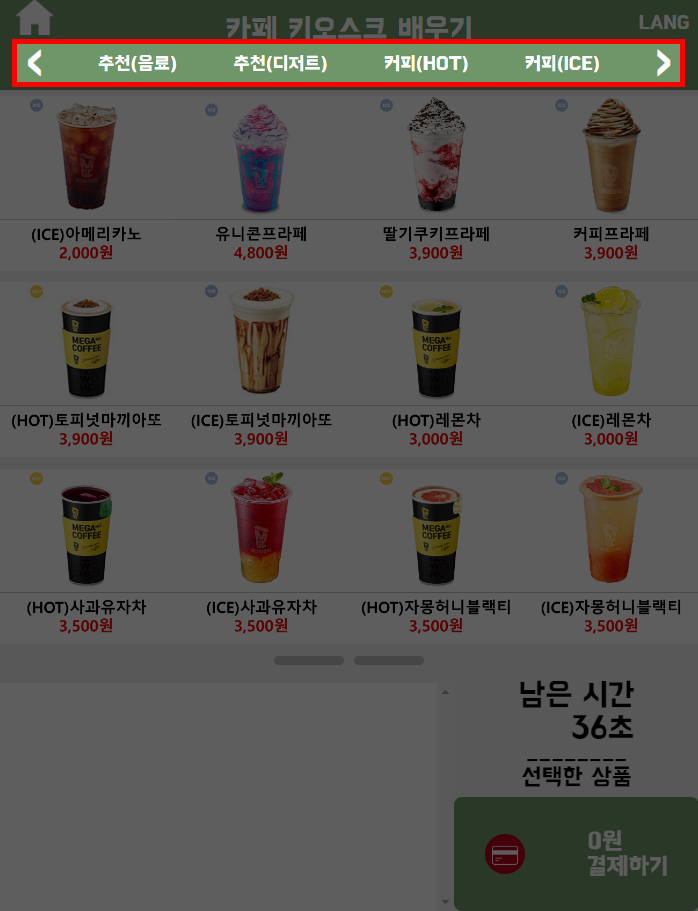 카페 키오스크 배우기
LANG
추천(음료) 추천(디저트) 커피(HOT) 커피(ICE)
(ICE)아메리카노 유니콘프라페 딸기쿠키프라페 커피프라페
2,000원 4,800원 3,900원 3,900원
MEGA
COFFEE
MEGA
COFFEE
(HOT)토피넛마끼아또 (ICE)토피넛마끼아또 (HOT)레몬차 (ICE)레몬차
3,900원 3,900원 3,000원 3,000원
MEGA
COFFEE
MEGA
COFFEE
(HOT)사과유자차 (ICE)사과유자차 (HOT)자몽허니블랙티 (ICE)자몽허니블랙티
3,500원 3,500원 3,500원 3,500원
남은 시간
36초
선택한 상품
0원
결제하기